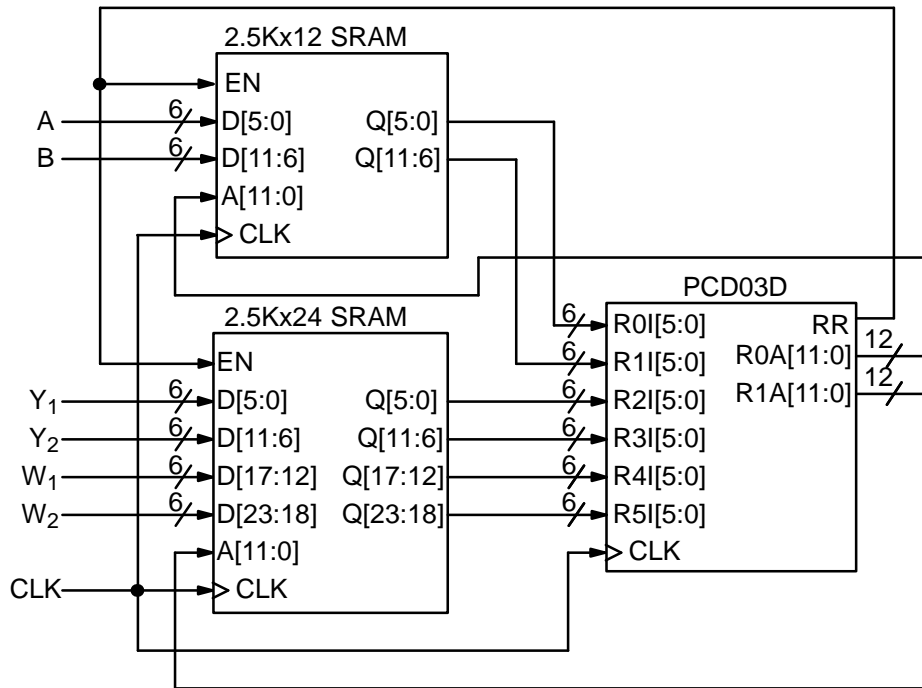 2.5Kx12 SRAM
EN
A 6 D[5:0] Q[5:0]
B 6 D[11:6] Q[11:6]
A[11:0]
CLK
PCD03D
2.5Kx24 SRAM
6 R0I[5:0] RR
EN 6 R1I[5:0] R0A[11:0] 12
Y1 6 D[5:0] Q[5:0] 6 R2I[5:0] R1A[11:0] 12
Y2 6 D[11:6] Q[11:6] 6 R3I[5:0]
W1 6 D[17:12] Q[17:12] 6 R4I[5:0]
W2 6 D[23:18] Q[23:18] 6 R5I[5:0]
A[11:0] CLK
CLK CLK